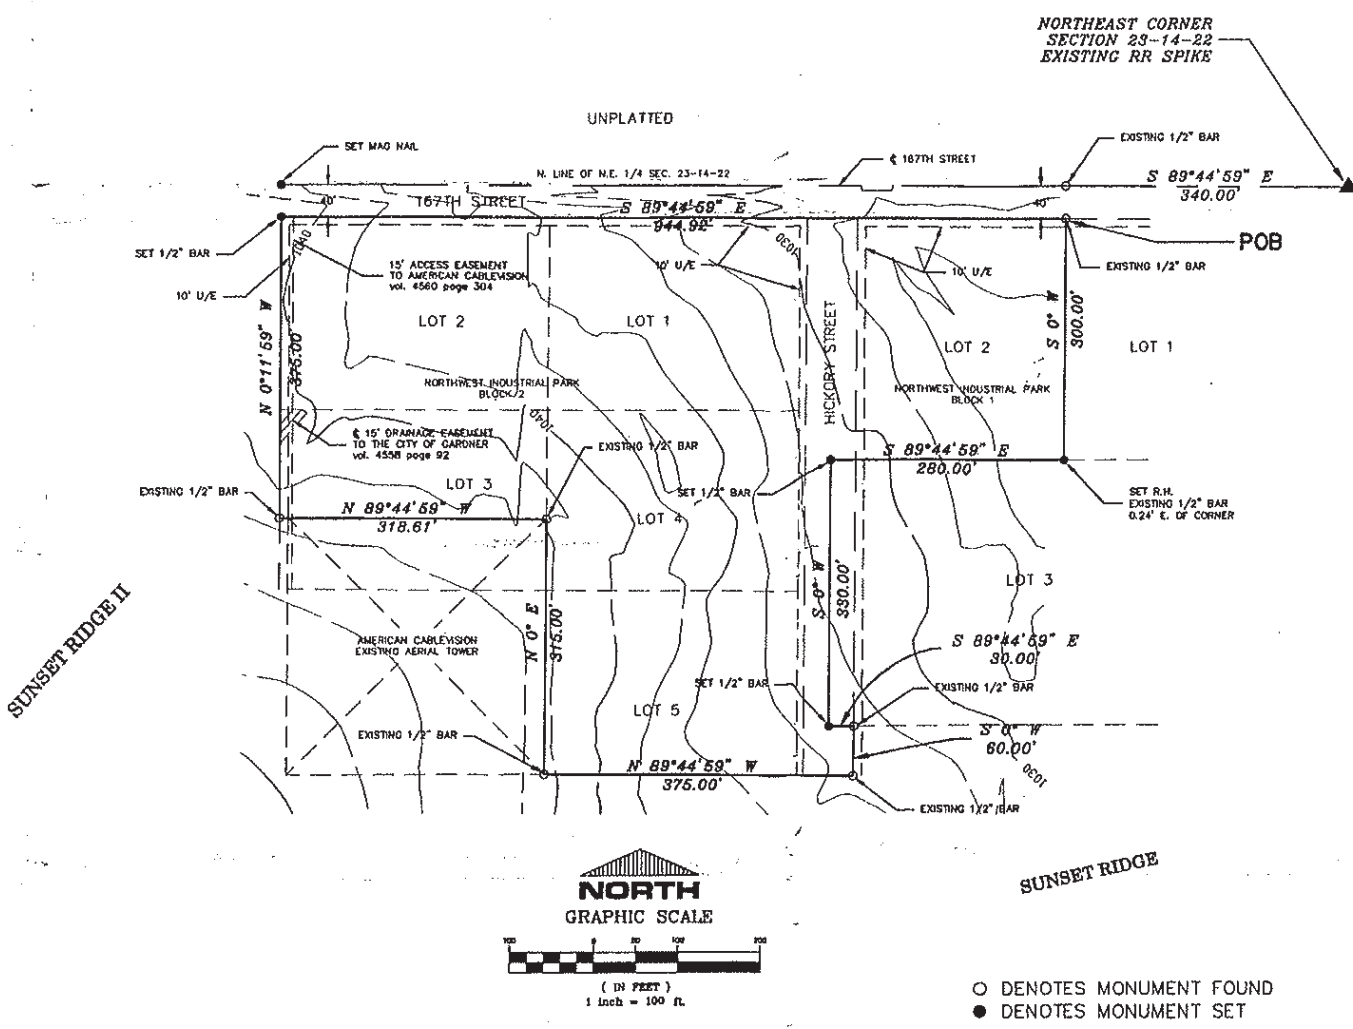 NORTHEAST CORNER
SECTION 23-14-22
EXISTING RR SPIKE
UNPLATTED
EXISTING 1/2" BAR
SET MAG NAIL
℄ 167TH STREET
N. LINE OF N.E. 1/4 SEC. 23-14-22
S 89°44'59" E
340.00'
40'
167TH STREET
S 89°44'59" E
944.92'
40'
POB
SET 1/2" BAR
1040
1030
15' ACCESS EASEMENT
TO AMERICAN CABLEVISION
vol. 4560 page 304
10' U/E
10' U/E
EXISTING 1/2" BAR
10' U/E
N 0°11'59" W
375.00'
LOT 2
LOT 1
HICKORY STREET
LOT 2
S 0° W
300.00'
LOT 1
NORTHWEST INDUSTRIAL PARK
BLOCK 2
NORTHWEST INDUSTRIAL PARK
BLOCK 1
1040
℄ 15' DRAINAGE EASEMENT
TO THE CITY OF GARDNER
vol. 4558 page 92
EXISTING 1/2" BAR
S 89°44'59" E
280.00'
LOT 3
EXISTING 1/2" BAR
SET 1/2" BAR
SET R.H.
EXISTING 1/2" BAR
0.24' E. OF CORNER
N 89°44'59" W
318.61'
LOT 4
S 0° W
330.00'
LOT 3
SUNSET RIDGE II
N 0° E
315.00'
AMERICAN CABLEVISION
EXISTING AERIAL TOWER
S 89°44'59" E
30.00'
SET 1/2" BAR
EXISTING 1/2" BAR
LOT 5
EXISTING 1/2" BAR
S 0° W
60.00'
N 89°44'59" W
375.00'
1030
EXISTING 1/2" BAR
SUNSET RIDGE
NORTH
GRAPHIC SCALE
100 0 50 100 200
( IN FEET )
1 inch = 100 ft.
○ DENOTES MONUMENT FOUND
● DENOTES MONUMENT SET